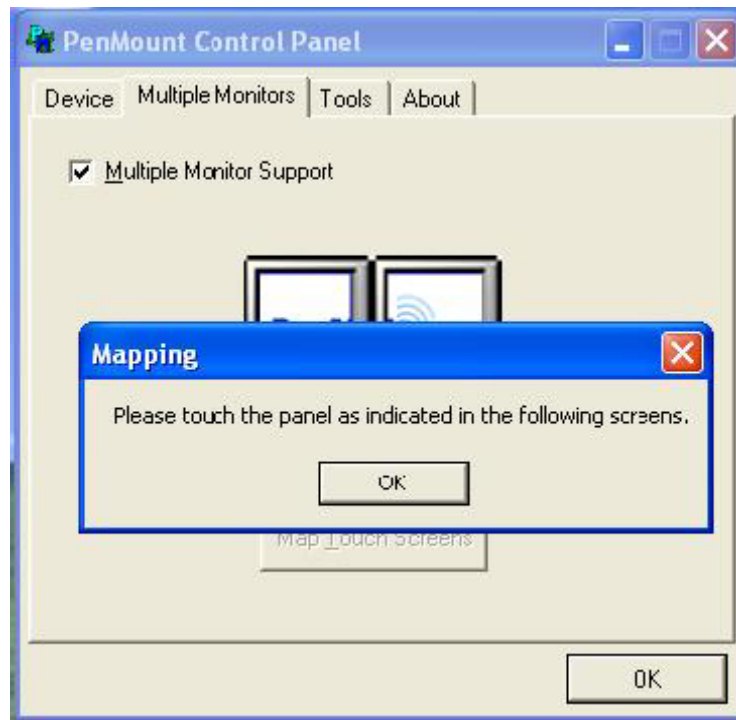 PenMount Control Panel
Device Multiple Monitors Tools About
Multiple Monitor Support
Mapping
Please touch the panel as indicated in the following screens.
OK
Map Touch Screens
OK